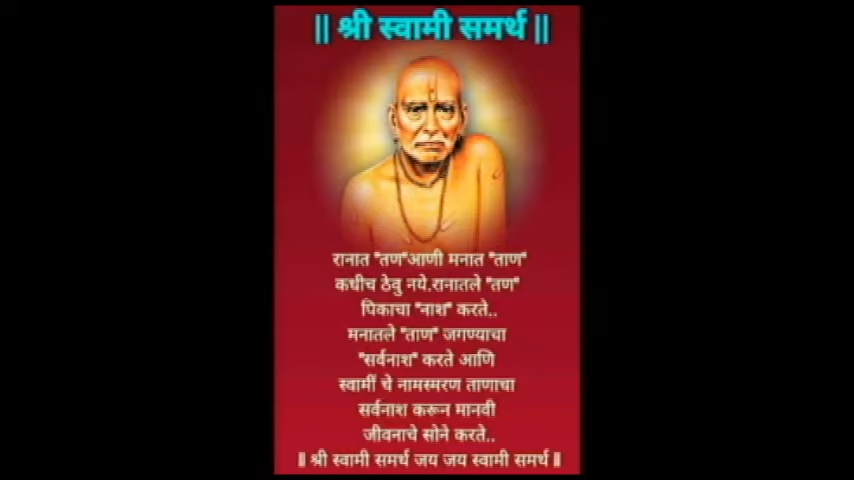 || श्री स्वामी समर्थ ||
रानात "तण"आणी मनात "ताण"
कधीच ठेवु नये.रानातले "तण"
पिकाचा "नाश" करते..
मनातले "ताण" जगण्याचा
"सर्वनाश" करते आणि
स्वामीं चे नामस्मरण ताणाचा
सर्वनाश करून मानवी
जीवनाचे सोने करते..
|| श्री स्वामी समर्थ जय जय स्वामी समर्थ ||